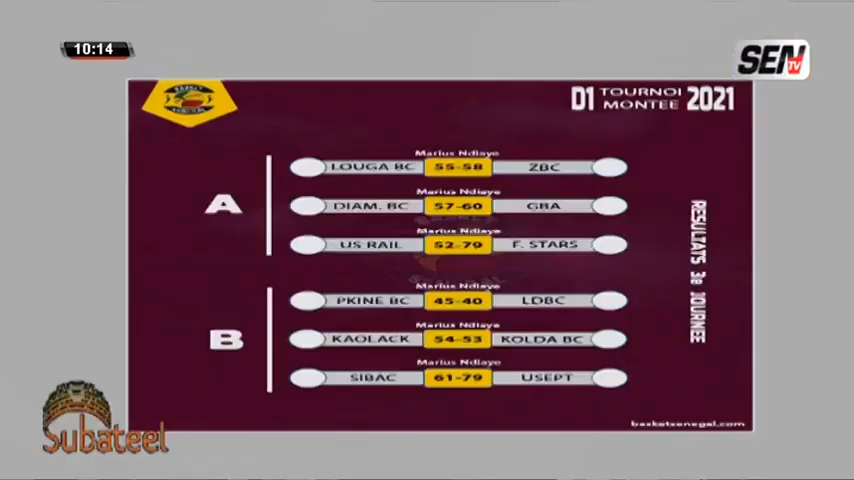 10:14
SEN
TV
D1 TOURNOI
MONTEE 2021
A
Marius Ndiaye
LOUGA BC 55-58 ZBC
Marius Ndiaye
DIAM. BC 57-60 GBA
Marius Ndiaye
US RAIL 52-79 F. STARS
B
Marius Ndiaye
PKINE BC 45-40 LDBC
Marius Ndiaye
KAOLACK 54-53 KOLDA BC
Marius Ndiaye
SIBAC 61-79 USEPT
RESULTATS 3e JOURNEE
basketsenegal.com
Subateel